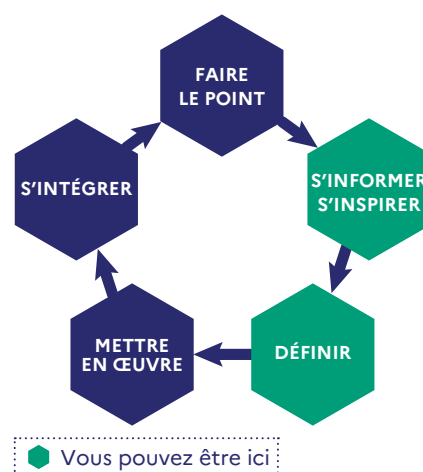 FAIRE
LE POINT
S'INFORMER
S'INSPIRER
DÉFINIR
METTRE
EN ŒUVRE
S'INTÉGRER
Vous pouvez être ici